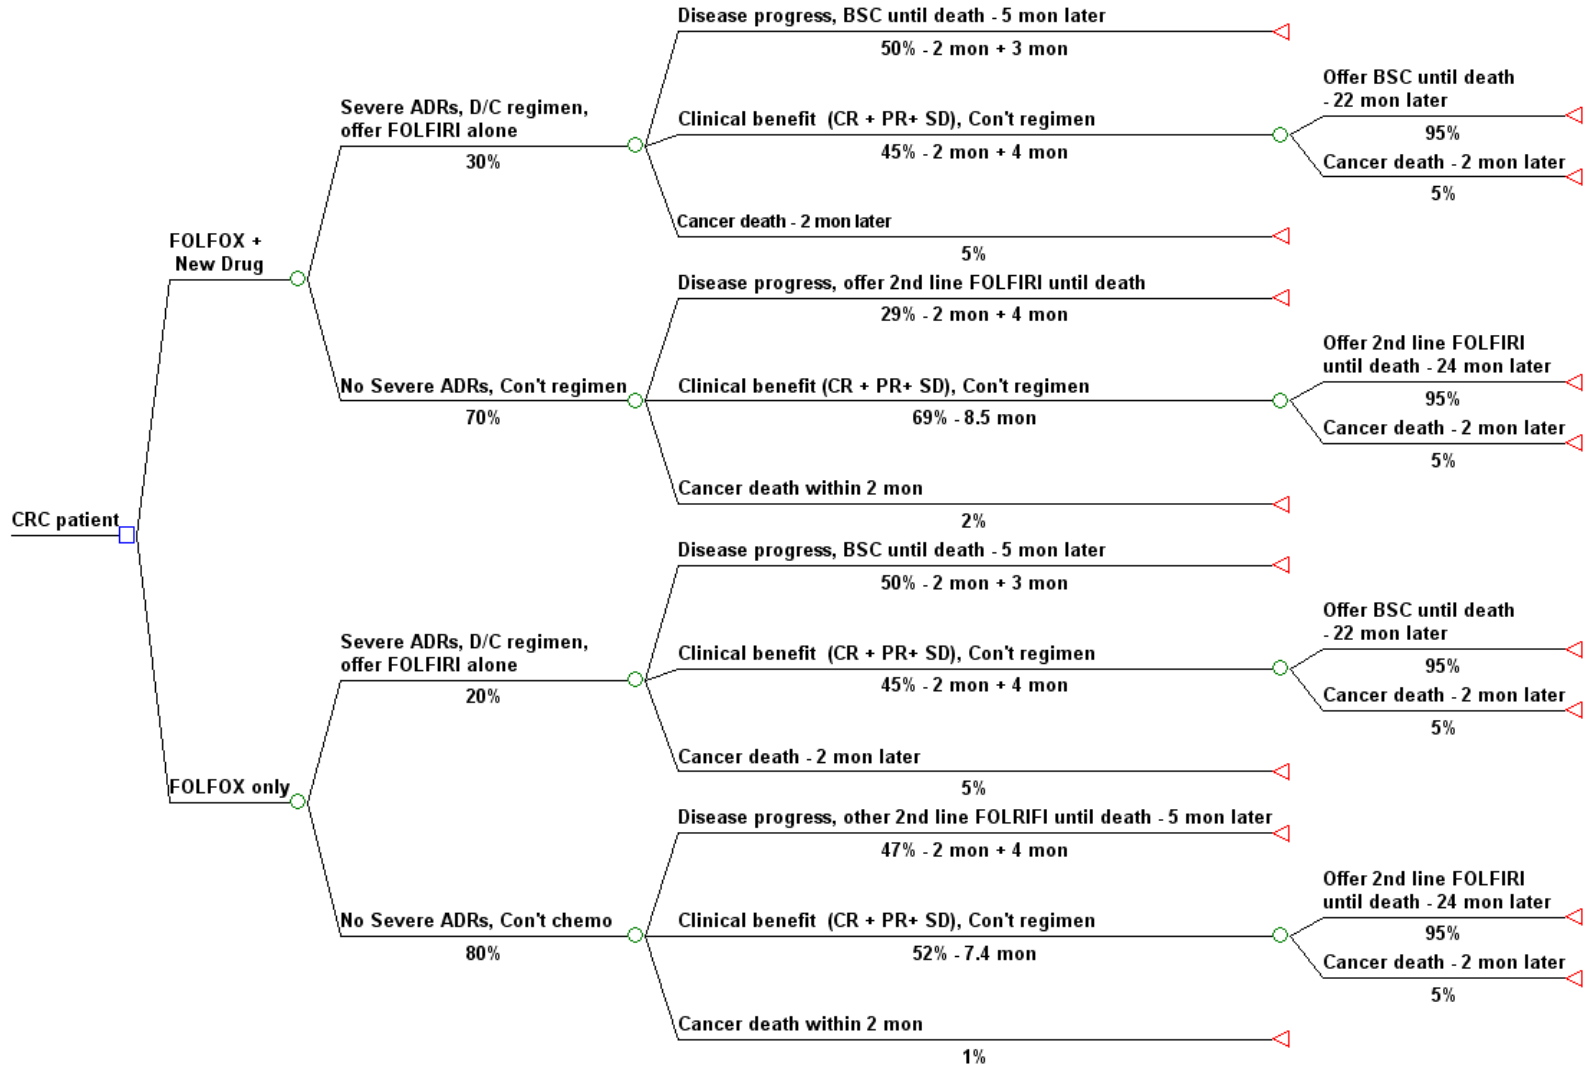 Disease progress, BSC until death - 5 mon later
50% - 2 mon + 3 mon
Offer BSC until death
- 22 mon later
95%
Severe ADRs, D/C regimen,
offer FOLFIRI alone
30%
Clinical benefit  (CR + PR+ SD), Con't regimen
45% - 2 mon + 4 mon
Cancer death - 2 mon later
5%
Cancer death - 2 mon later
5%
FOLFOX +
New Drug
Disease progress, offer 2nd line FOLFIRI until death
29% - 2 mon + 4 mon
Offer 2nd line FOLFIRI
until death - 24 mon later
95%
No Severe ADRs, Con't regimen
70%
Clinical benefit (CR + PR+ SD), Con't regimen
69% - 8.5 mon
Cancer death - 2 mon later
5%
Cancer death within 2 mon
2%
CRC patient
Disease progress, BSC until death - 5 mon later
50% - 2 mon + 3 mon
Offer BSC until death
- 22 mon later
95%
Severe ADRs, D/C regimen,
offer FOLFIRI alone
20%
Clinical benefit  (CR + PR+ SD), Con't regimen
45% - 2 mon + 4 mon
Cancer death - 2 mon later
5%
Cancer death - 2 mon later
5%
FOLFOX only
Disease progress, other 2nd line FOLRIFI until death - 5 mon later
47% - 2 mon + 4 mon
Offer 2nd line FOLFIRI
until death - 24 mon later
95%
No Severe ADRs, Con't chemo
80%
Clinical benefit  (CR + PR+ SD), Con't regimen
52% - 7.4 mon
Cancer death - 2 mon later
5%
Cancer death within 2 mon
1%